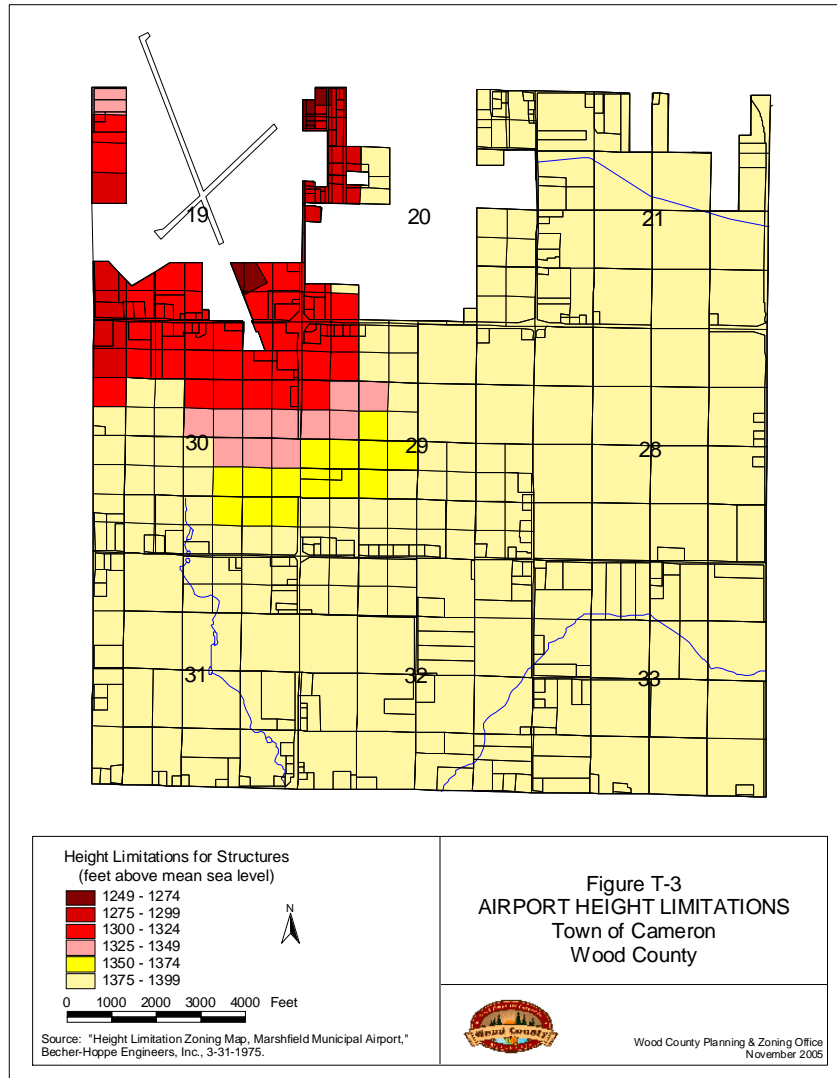 19
20
21
30
29
28
31
32
33
Height Limitations for Structures
(feet above mean sea level)
1249 - 1274
1275 - 1299
1300 - 1324
1325 - 1349
1350 - 1374
1375 - 1399
N
0 1000 2000 3000 4000 Feet
Source: "Height Limitation Zoning Map, Marshfield Municipal Airport,"
Becher-Hoppe Engineers, Inc., 3-31-1975.
Figure T-3
AIRPORT HEIGHT LIMITATIONS
Town of Cameron
Wood County
Wood County
Wood County Planning & Zoning Office
November 2005